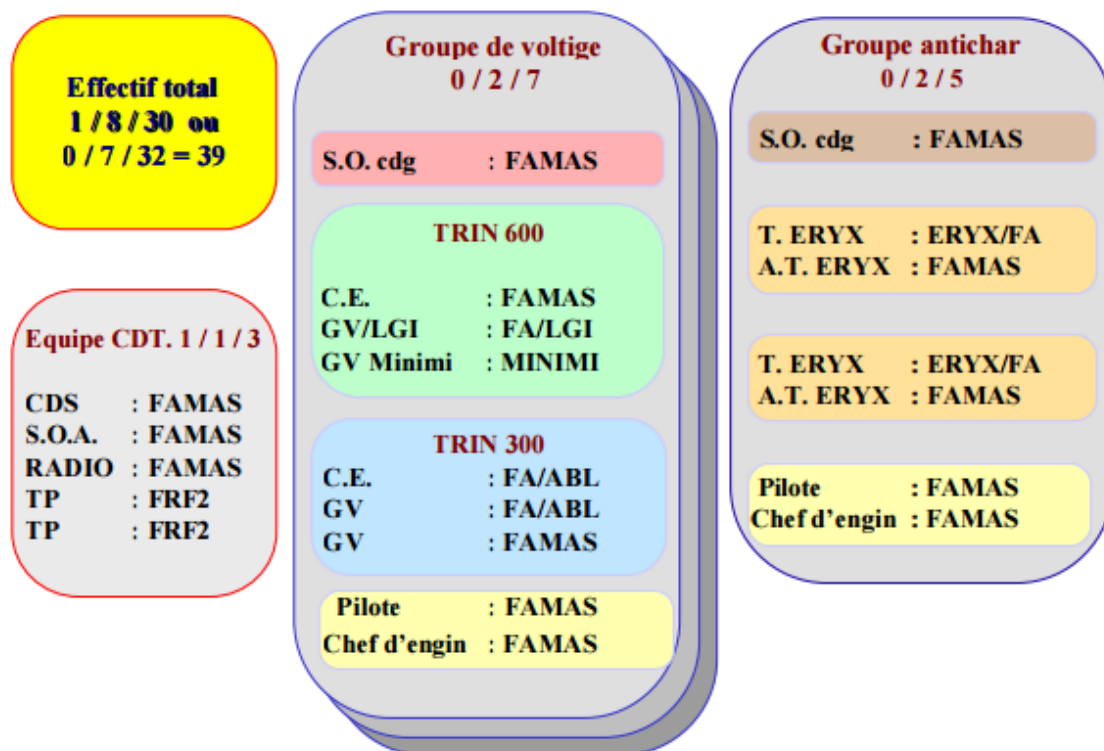 Effectif total
1 / 8 / 30 ou
0 / 7 / 32 = 39
Equipe CDT. 1 / 1 / 3
CDS : FAMAS
S.O.A. : FAMAS
RADIO : FAMAS
TP : FRF2
TP : FRF2
Groupe de voltige
0 / 2 / 7
S.O. cdg : FAMAS
TRIN 600
C.E. : FAMAS
GV/LGI : FA/LGI
GV Minimi : MINIMI
TRIN 300
C.E. : FA/ABL
GV : FA/ABL
GV : FAMAS
Pilote : FAMAS
Chef d'engin : FAMAS
Groupe antichar
0 / 2 / 5
S.O. cdg : FAMAS
T. ERYX : ERYX/FA
A.T. ERYX : FAMAS
T. ERYX : ERYX/FA
A.T. ERYX : FAMAS
Pilote : FAMAS
Chef d'engin : FAMAS